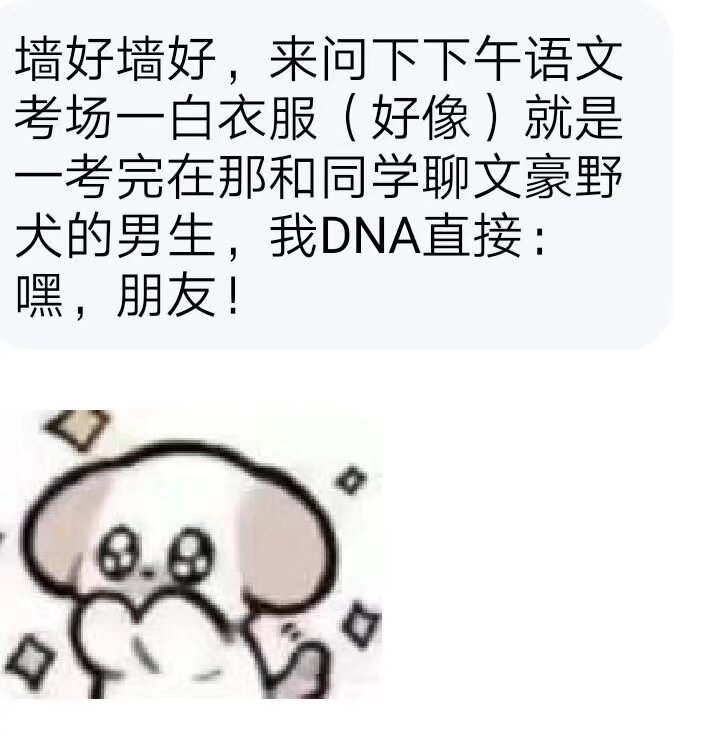 墙好墙好，来问下下午语文
考场一白衣服（好像）就是
一考完在那和同学聊文豪野
犬的男生，我DNA直接：
嘿，朋友！